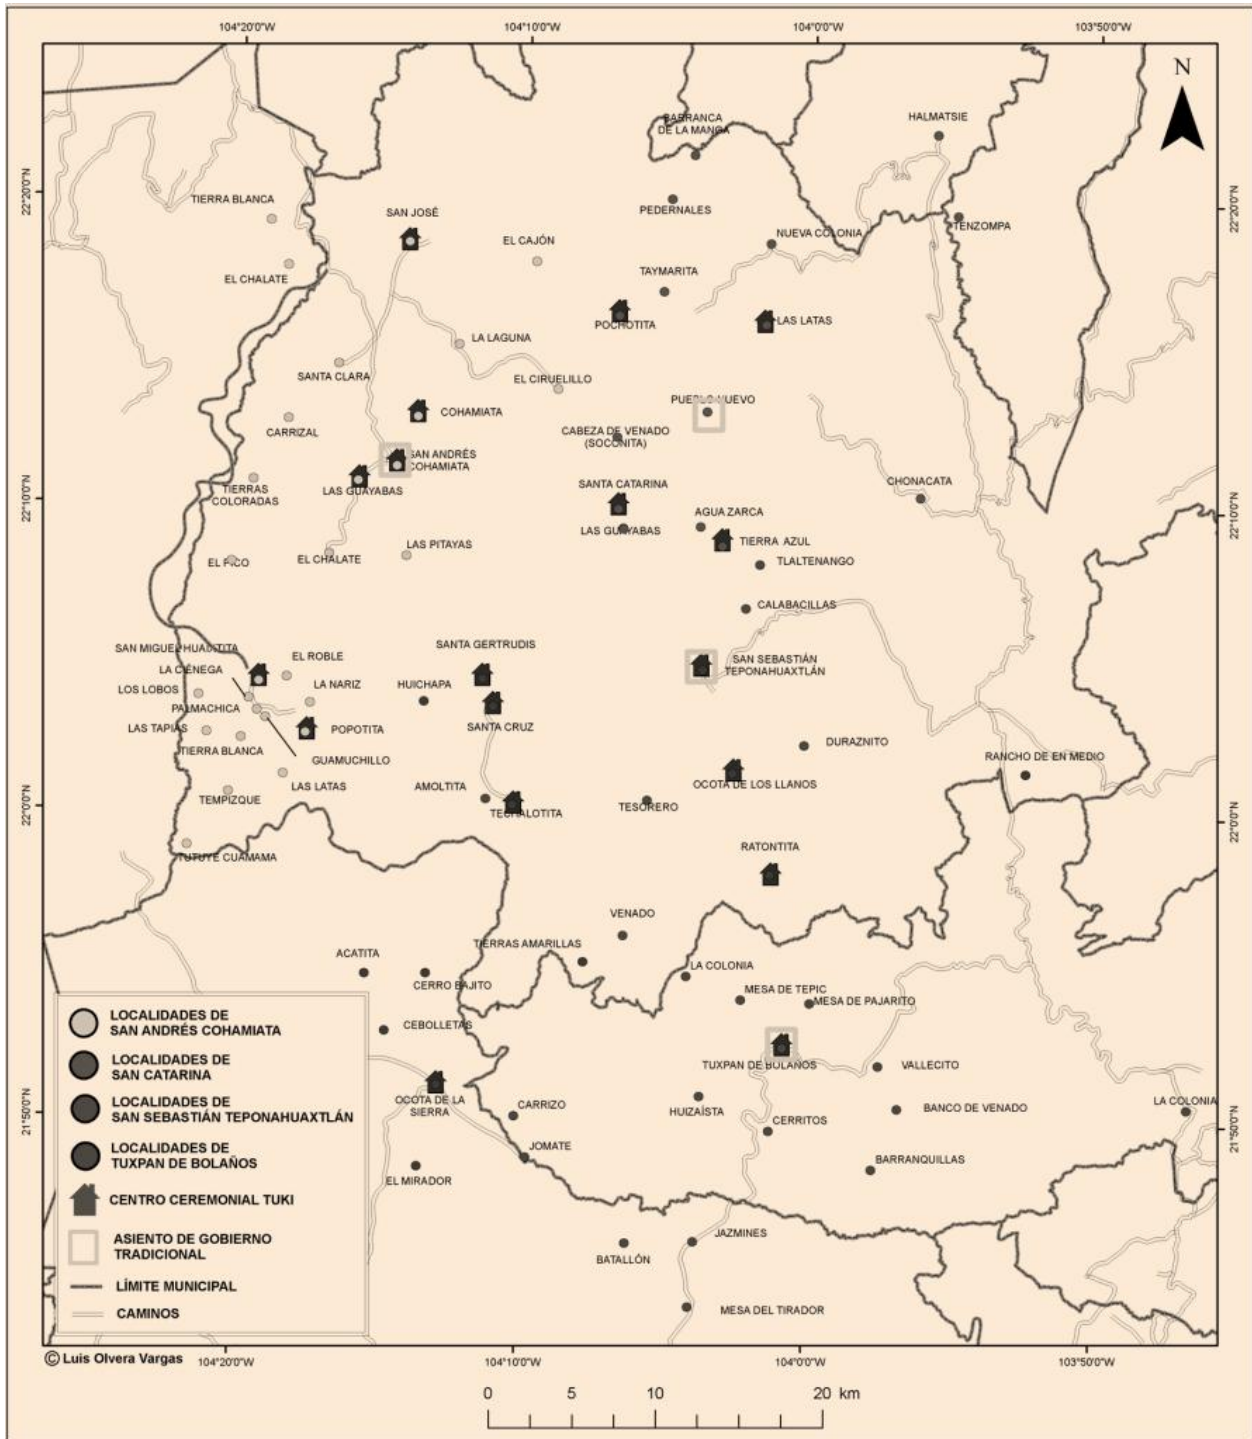 104°20'0"W
104°10'0"W
104°0'0"W
103°50'0"W
N
BARRANCA
DE LA MANGA
HALMATSIE
22°20'0"N
22°20'0"N
TIERRA BLANCA
PEDERNALES
SAN JOSÉ
TENZOMPA
NUEVA COLONIA
EL CAJÓN
TAYMARITA
EL CHALATE
POCHOTITA
LAS LATAS
LA LAGUNA
SANTA CLARA
EL CIRUELILLO
PUEBLO NUEVO
COHAMIATA
CARRIZAL
CABEZA DE VENADO
(SOCONITA)
SAN ANDRÉS
COHAMIATA
CHONACATA
SANTA CATARINA
TIERRAS
COLORADAS
LAS GUAYABAS
22°10'0"N
22°10'0"N
AGUA ZARCA
LAS GUAYABAS
TIERRA AZUL
LAS PITAYAS
EL CHALATE
EL PICO
TLALTENANGO
CALABACILLAS
SAN MIGUEL HUAIXTITA
SANTA GERTRUDIS
EL ROBLE
LA CIÉNEGA
SAN SEBASTIÁN
TEPONAHUAXTLÁN
LOS LOBOS
LA NARIZ
HUICHAPA
PALMACHICA
LAS TAPIAS
POPOTITA
SANTA CRUZ
TIERRA BLANCA
DURAZNITO
GUAMUCHILLO
RANCHO DE EN MEDIO
LAS LATAS
AMOLTITA
OCOTA DE LOS LLANOS
TEMPIZQUE
TECHALOTITA
TESORERO
22°0'0"N
22°0'0"N
RATONTITA
TUTUYE CUAMAMA
VENADO
TIERRAS AMARILLAS
ACATITA
LA COLONIA
CERRO BAJITO
MESA DE TEPIC
MESA DE PAJARITO
CEBOLLETAS
TUXPAN DE BOLAÑOS
VALLECITO
OCOTA DE LA
SIERRA
CARRIZO
HUIZAÍSTA
BANCO DE VENADO
LA COLONIA
CERRITOS
21°50'0"N
21°50'0"N
JOMATE
BARRANQUILLAS
EL MIRADOR
JAZMINES
BATALLÓN
MESA DEL TIRADOR
LOCALIDADES DE
SAN ANDRÉS COHAMIATA
LOCALIDADES DE
SAN CATARINA
LOCALIDADES DE
SAN SEBASTIÁN TEPONAHUAXTLÁN
LOCALIDADES DE
TUXPAN DE BOLAÑOS
CENTRO CEREMONIAL TUKI
ASIENTO DE GOBIERNO
TRADICIONAL
LÍMITE MUNICIPAL
CAMINOS
© Luis Olvera Vargas
104°20'0"W
104°10'0"W
104°0'0"W
103°50'0"W
0 5 10 20 km